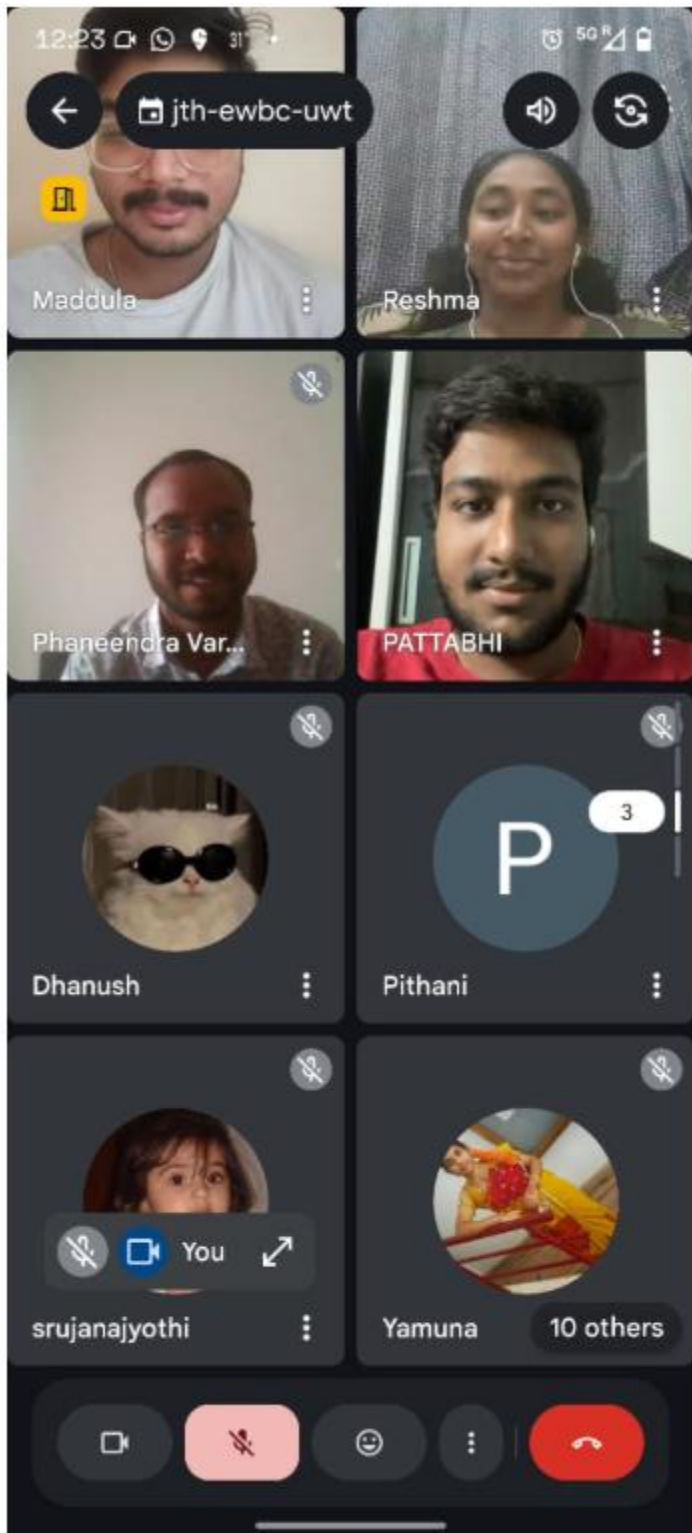 12:23 31° 5G R
jth-ewbc-uwt
Maddula
Reshma
Phaneendra Var...
PATTABHI
P
3
Dhanush
Pithani
You
srujanajyothi
Yamuna
10 others